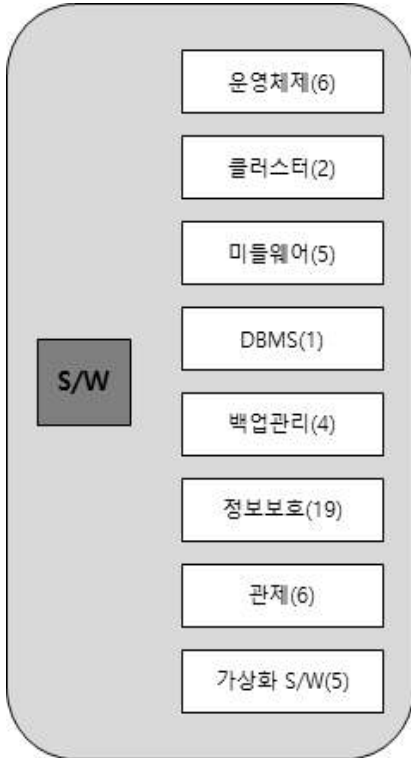 운영체제(6)
클러스터(2)
미들웨어(5)
DBMS(1)
S/W
백업관리(4)
정보보호(19)
관제(6)
가상화 S/W(5)